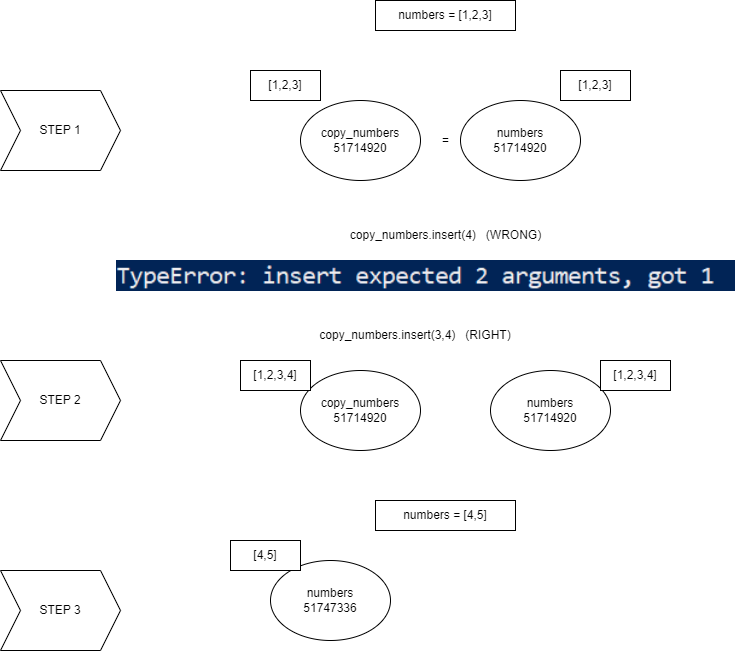 numbers = [1,2,3]
[1,2,3]
[1,2,3]
STEP 1
copy_numbers
51714920
=
numbers
51714920
copy_numbers.insert(4) (WRONG)
TypeError: insert expected 2 arguments, got 1
copy_numbers.insert(3,4) (RIGHT)
[1,2,3,4]
[1,2,3,4]
STEP 2
copy_numbers
51714920
numbers
51714920
numbers = [4,5]
[4,5]
STEP 3
numbers
51747336